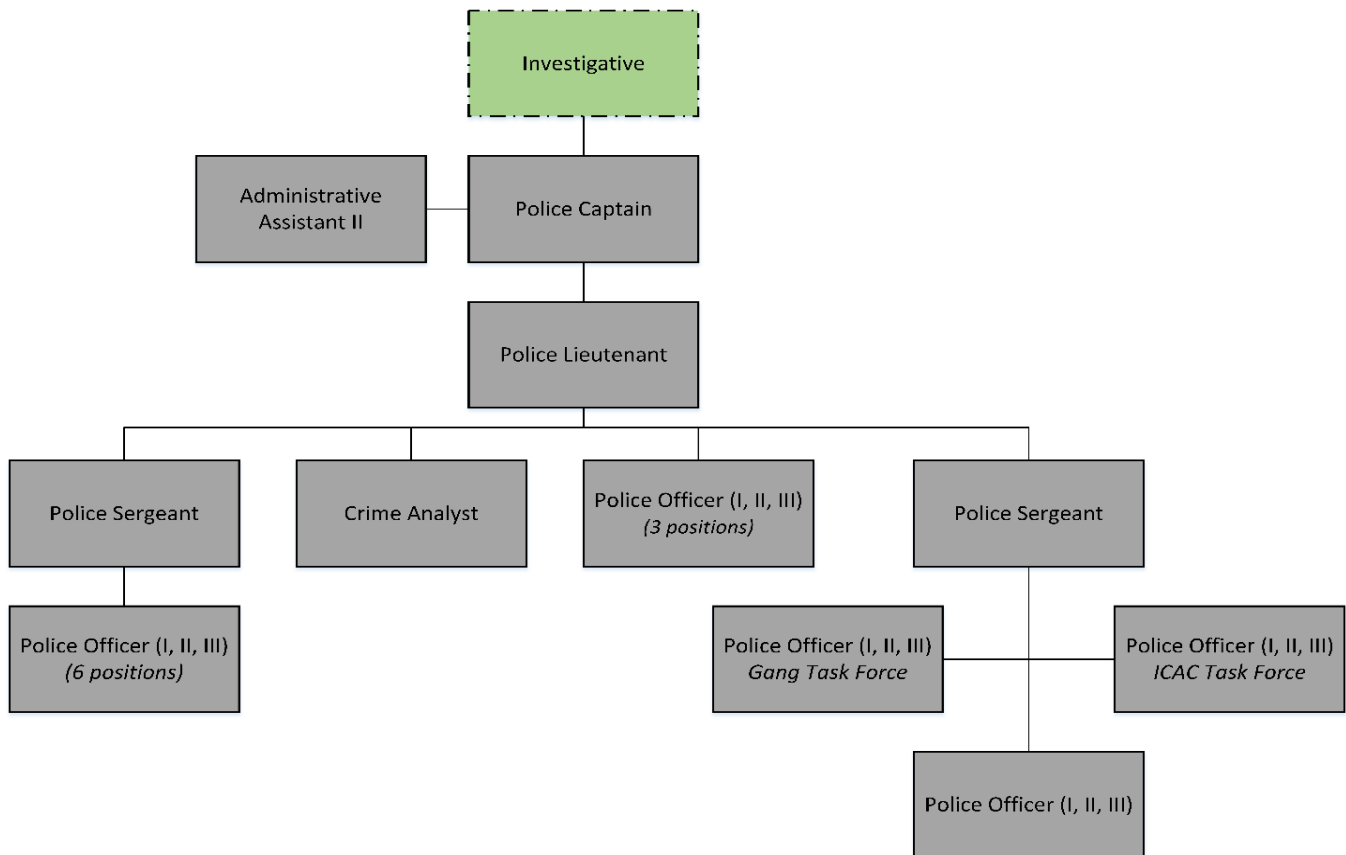 Investigative
Administrative
Assistant II
Police Captain
Police Lieutenant
Police Sergeant
Crime Analyst
Police Officer (I, II, III)
(3 positions)
Police Sergeant
Police Officer (I, II, III)
(6 positions)
Police Officer (I, II, III)
Gang Task Force
Police Officer (I, II, III)
ICAC Task Force
Police Officer (I, II, III)